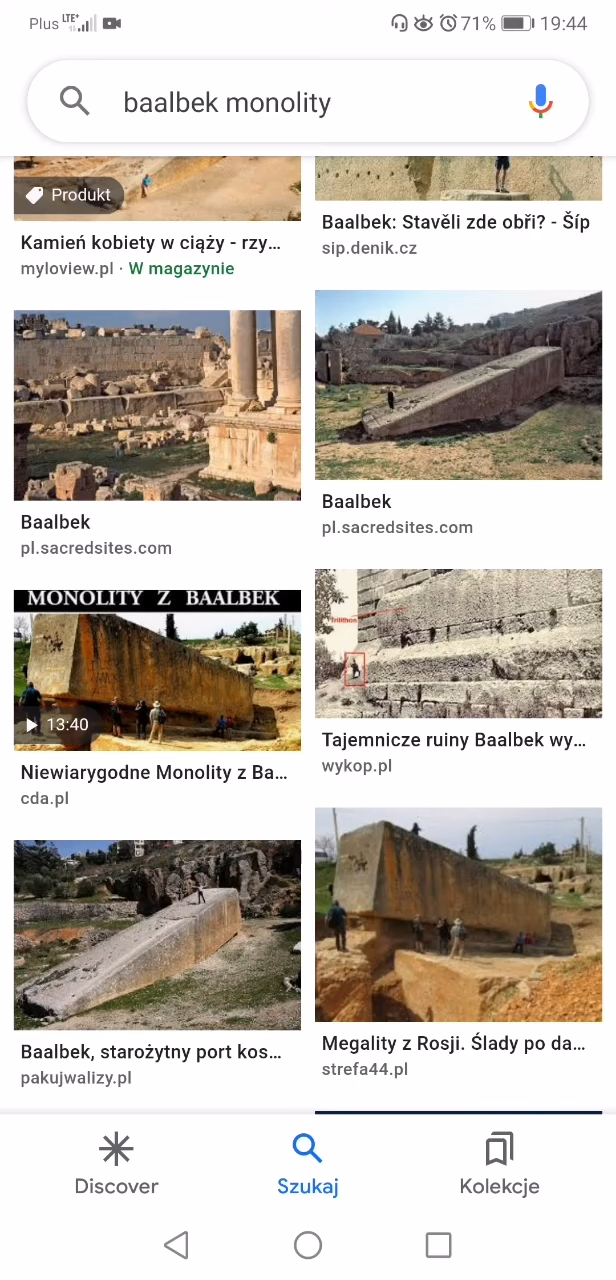 Plus LTE+ 71% 19:44
baalbek monolity
Produkt
Kamień kobiety w ciąży - rzy...
myloview.pl · W magazynie
Baalbek: Stavěli zde obři? - Šíp
sip.denik.cz
Baalbek
pl.sacredsites.com
Baalbek
pl.sacredsites.com
MONOLITY Z BAALBEK
13:40
Niewiarygodne Monolity z Ba...
cda.pl
Trilithon
Tajemnicze ruiny Baalbek wy...
wykop.pl
Baalbek, starożytny port kos...
pakujwalizy.pl
Megality z Rosji. Ślady po da...
strefa44.pl
Discover
Szukaj
Kolekcje